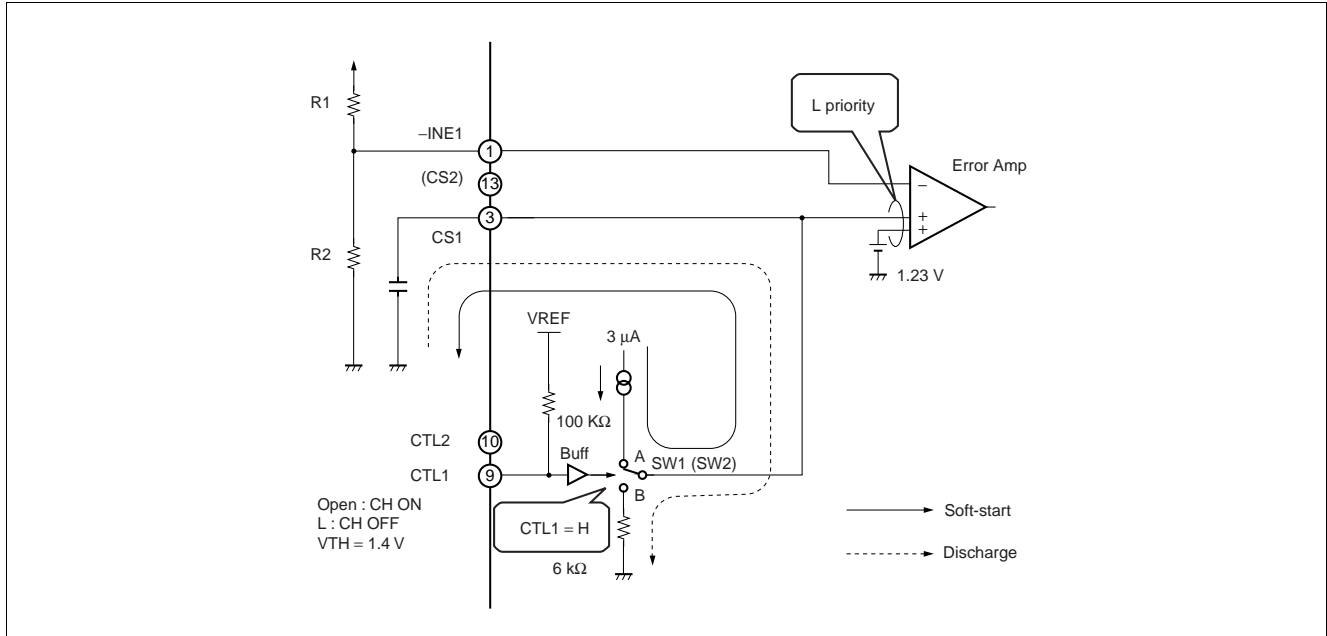 L priority
R1
−INE1
1
Error Amp
(CS2)
13
−
3
+
+
CS1
R2
1.23 V
VREF
3 μA
100 KΩ
CTL2
10
Buff
A
SW1 (SW2)
CTL1
9
B
Open : CH ON
L : CH OFF
VTH = 1.4 V
CTL1 = H
6 kΩ
Soft-start
Discharge